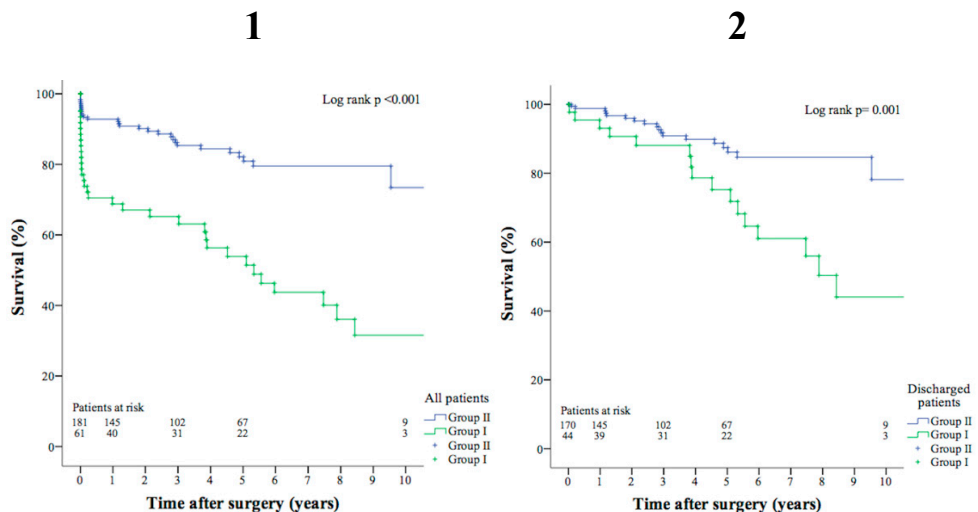 1
2
Log rank p <0.001
Survival (%)
100
80
60
40
20
0
Patients at risk
181 145 102 67 9
61 40 31 22 3
All patients
Group II
Group I
Group II
Group I
0 1 2 3 4 5 6 7 8 9 10
Time after surgery (years)
Log rank p= 0.001
Survival (%)
100
80
60
40
20
0
Patients at risk
170 145 102 67 9
44 39 31 22 3
Discharged
patients
Group II
Group I
Group II
Group I
0 1 2 3 4 5 6 7 8 9 10
Time after surgery (years)